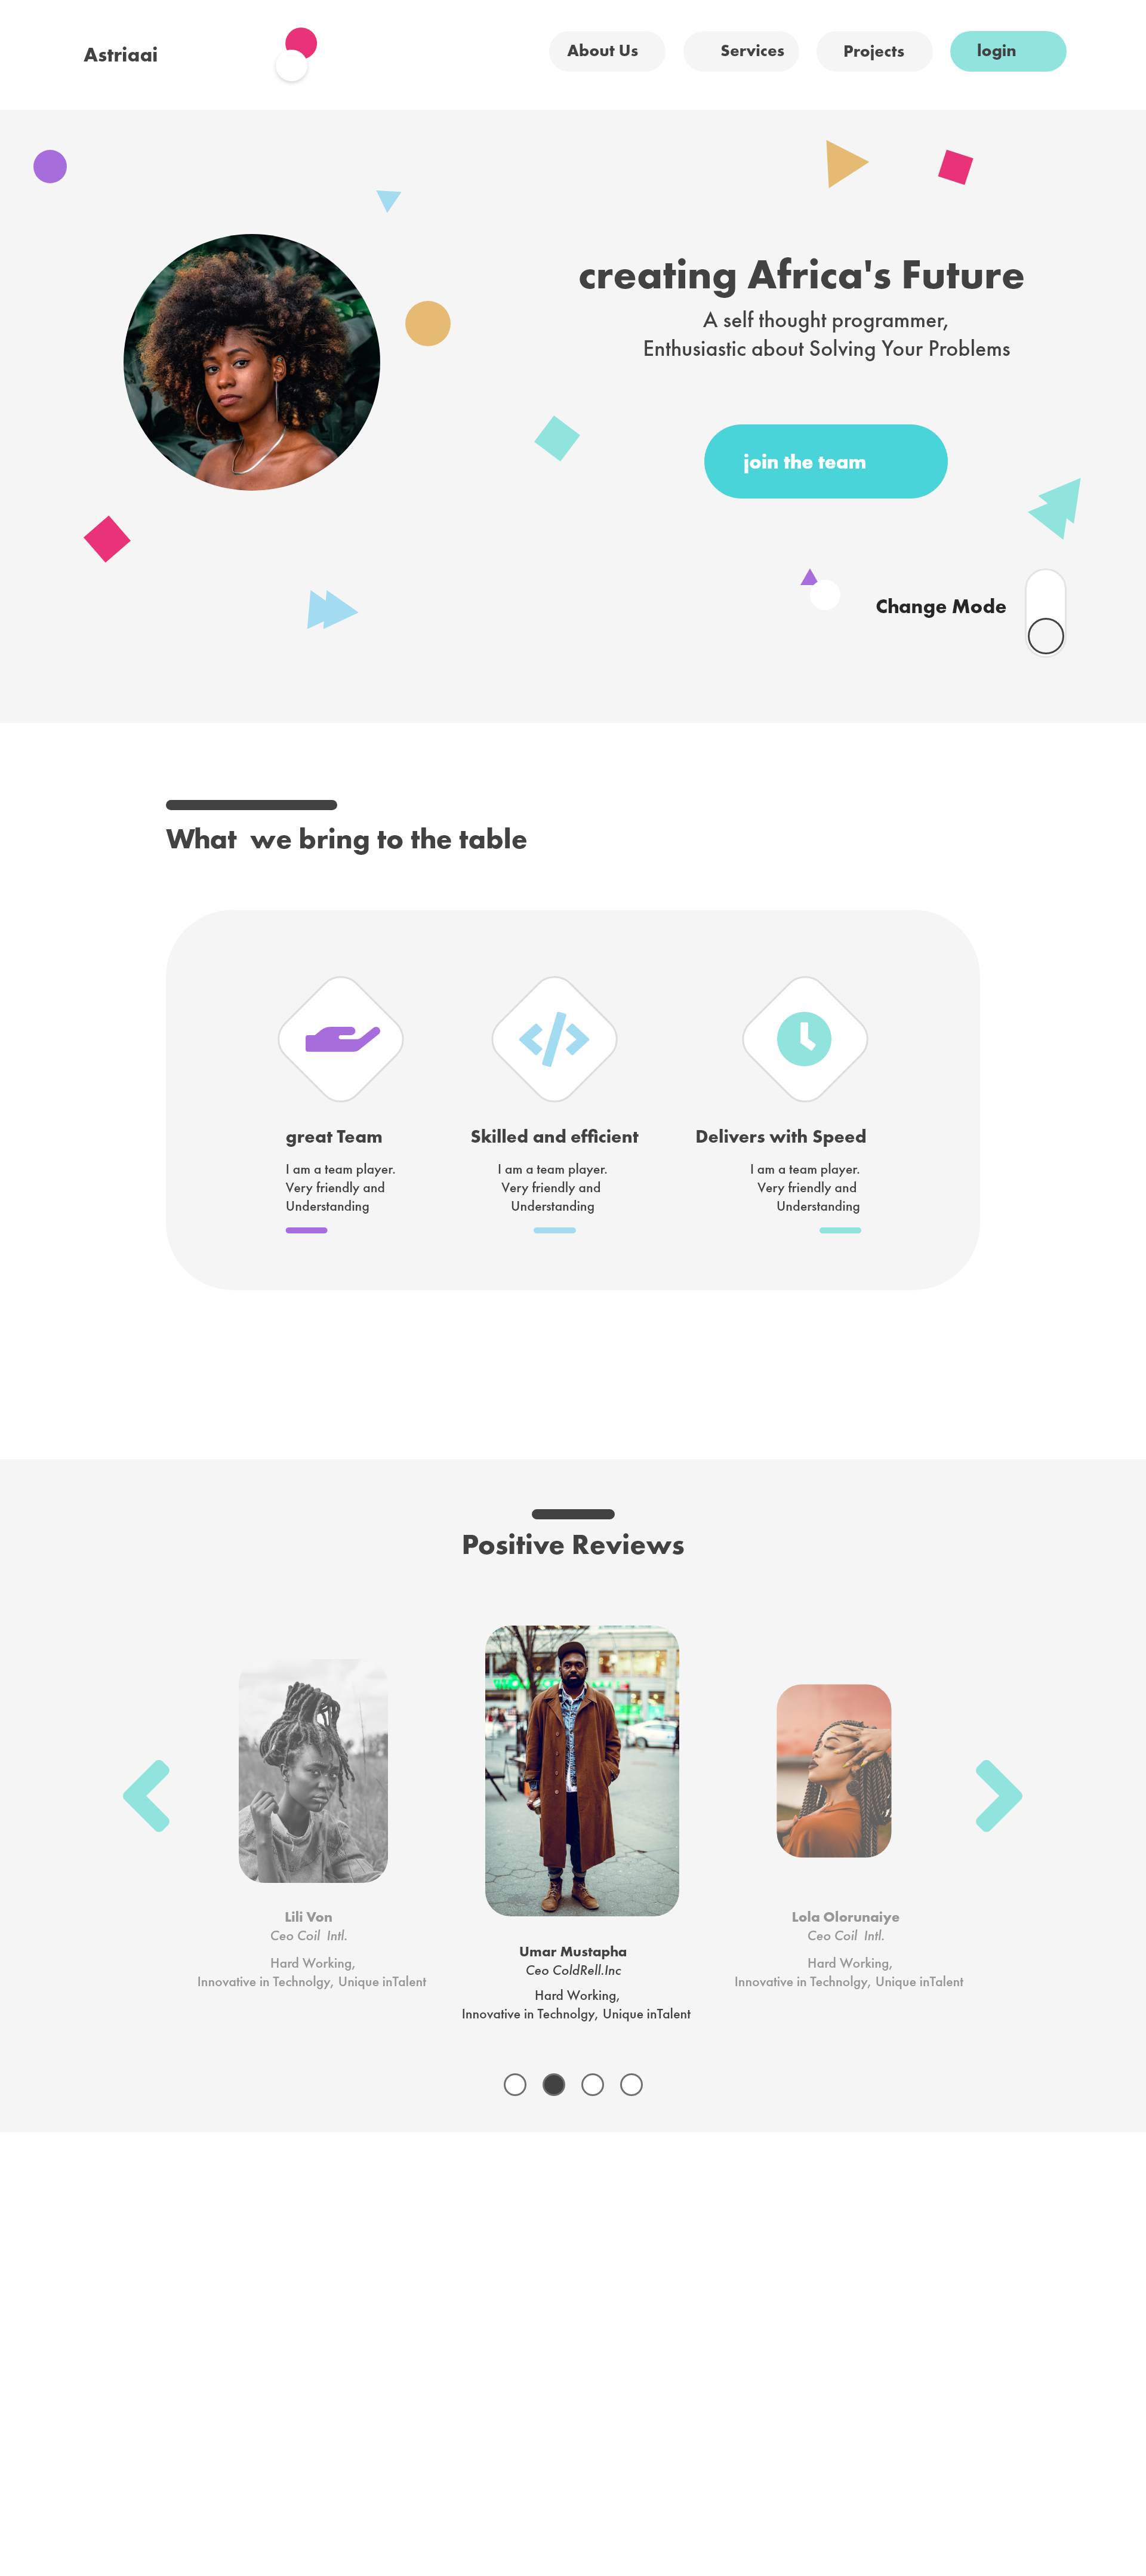 Astriaai
About Us
Services
Projects
login
creating Africa's Future
A self thought programmer,
Enthusiastic about Solving Your Problems
join the team
Change Mode
What  we bring to the table
great Team
I am a team player.
Very friendly and
Understanding
Skilled and efficient
I am a team player.
Very friendly and
Understanding
Delivers with Speed
I am a team player.
Very friendly and
Understanding
Positive Reviews
Lili Von
Ceo Coil  Intl.
Hard Working,
Innovative in Technolgy, Unique inTalent
Umar Mustapha
Ceo ColdRell.Inc
Hard Working,
Innovative in Technolgy, Unique inTalent
Lola Olorunaiye
Ceo Coil  Intl.
Hard Working,
Innovative in Technolgy, Unique inTalent